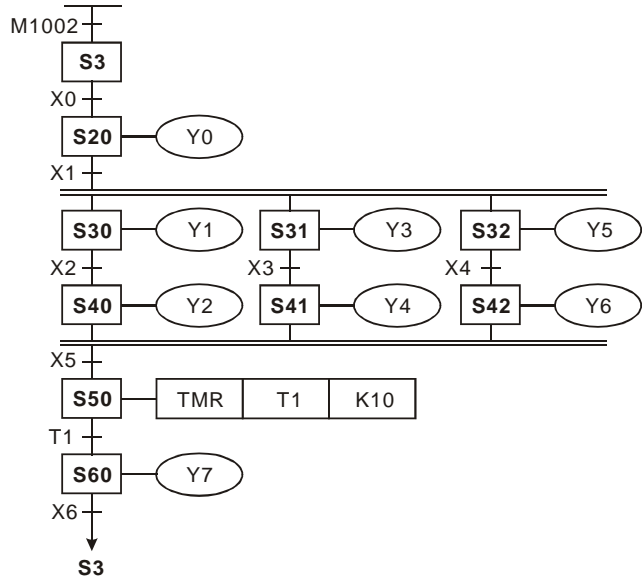 M1002
S3
X0
S20 Y0
X1
S30 Y1 S31 Y3 S32 Y5
X2 X3 X4
S40 Y2 S41 Y4 S42 Y6
X5
S50 TMR T1 K10
T1
S60 Y7
X6
S3